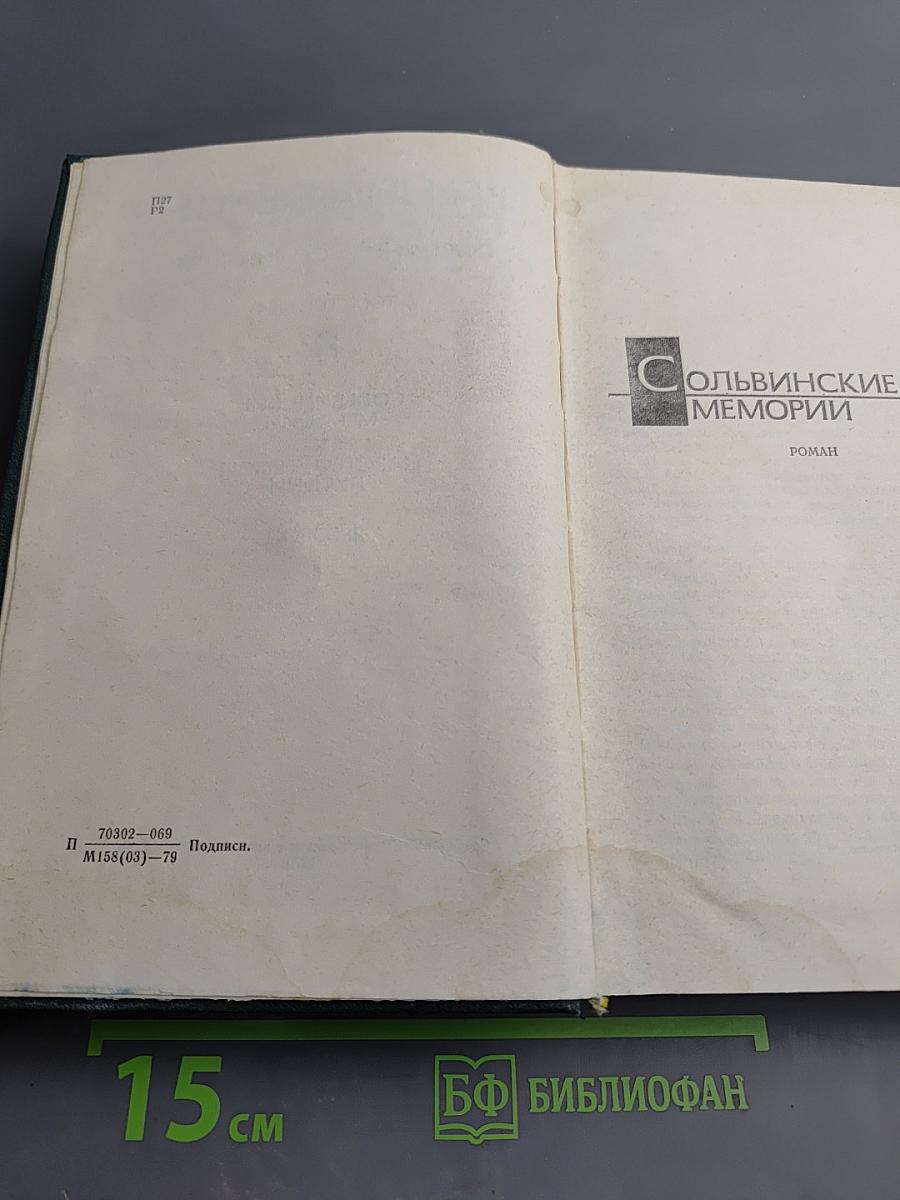 П27
Р2
СОЛЬВИНСКИЕ
МЕМОРИИ
РОМАН
70302—069
П Подписн.
М158(03)—79
15 см
БФ БИБЛИОФАН